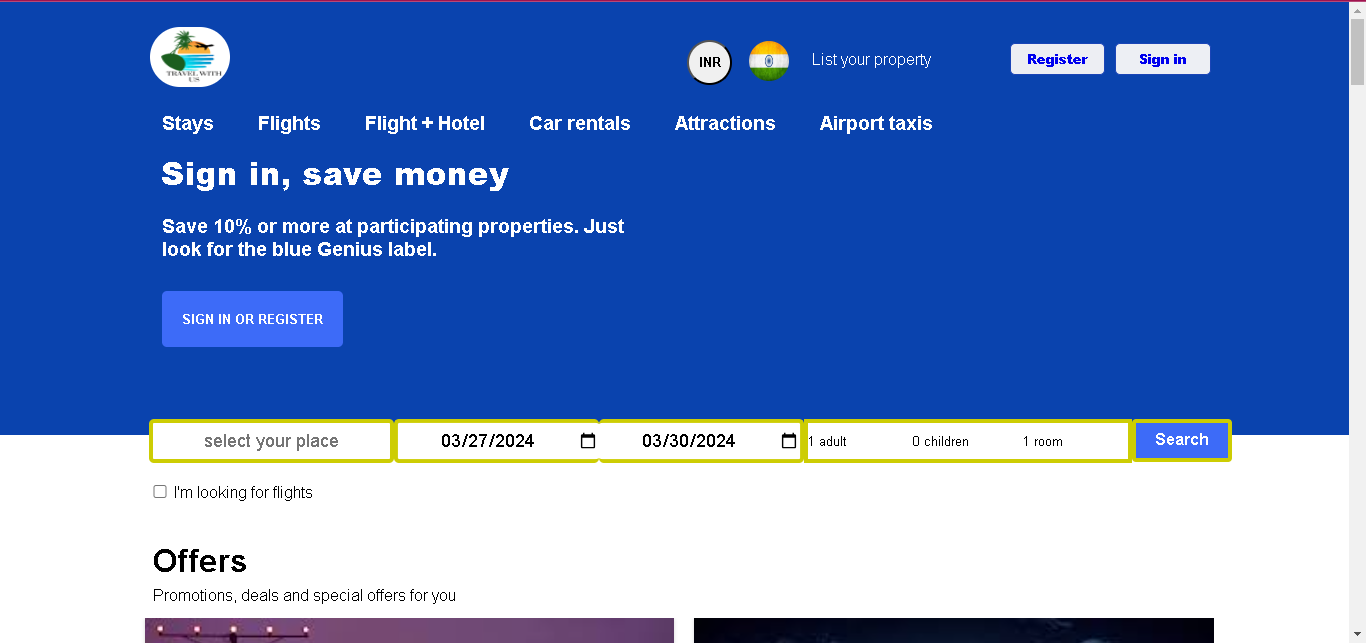 TRAVEL WITH
US
INR
List your property
Register
Sign in
Stays
Flights
Flight + Hotel
Car rentals
Attractions
Airport taxis
Sign in, save money
Save 10% or more at participating properties. Just
look for the blue Genius label.
SIGN IN OR REGISTER
select your place
03/27/2024
03/30/2024
1 adult
0 children
1 room
Search
I'm looking for flights
Offers
Promotions, deals and special offers for you